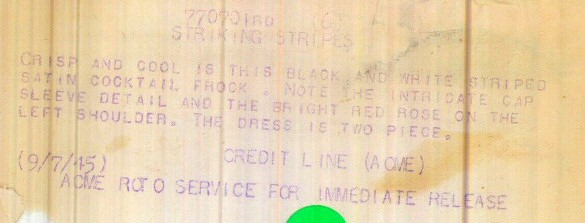 77070IRD (6)
STRIKING STRIPES
CRISP AND COOL IS THIS BLACK AND WHITE STRIPED
SATIN COCKTAIL FROCK. NOTE THE INTRICATE CAP
SLEEVE DETAIL AND THE BRIGHT RED ROSE ON THE
LEFT SHOULDER. THE DRESS IS TWO PIECE.
(9/7/45) CREDIT LINE (ACME)
ACME ROTO SERVICE FOR IMMEDIATE RELEASE